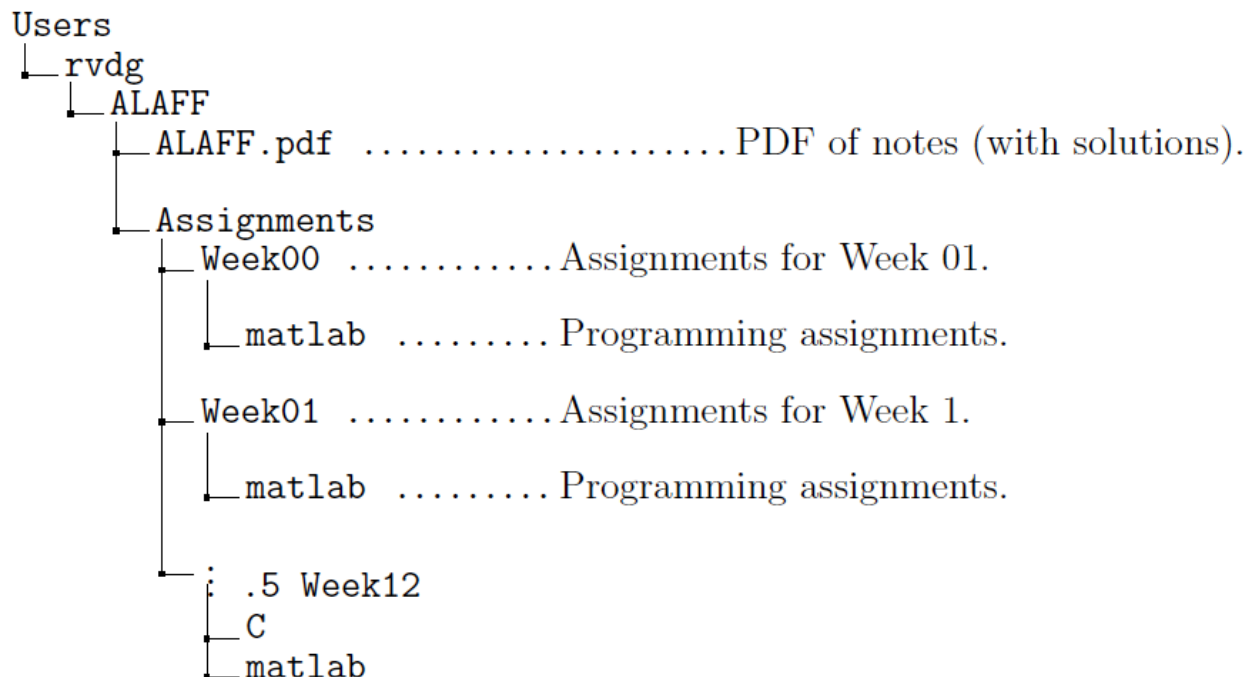 Users
rvdg
ALAFF
ALAFF.pdf ..................... PDF of notes (with solutions).
Assignments
Week00 ............ Assignments for Week 01.
matlab ......... Programming assignments.
Week01 ............ Assignments for Week 1.
matlab ......... Programming assignments.
⋮ .5 Week12
C
matlab